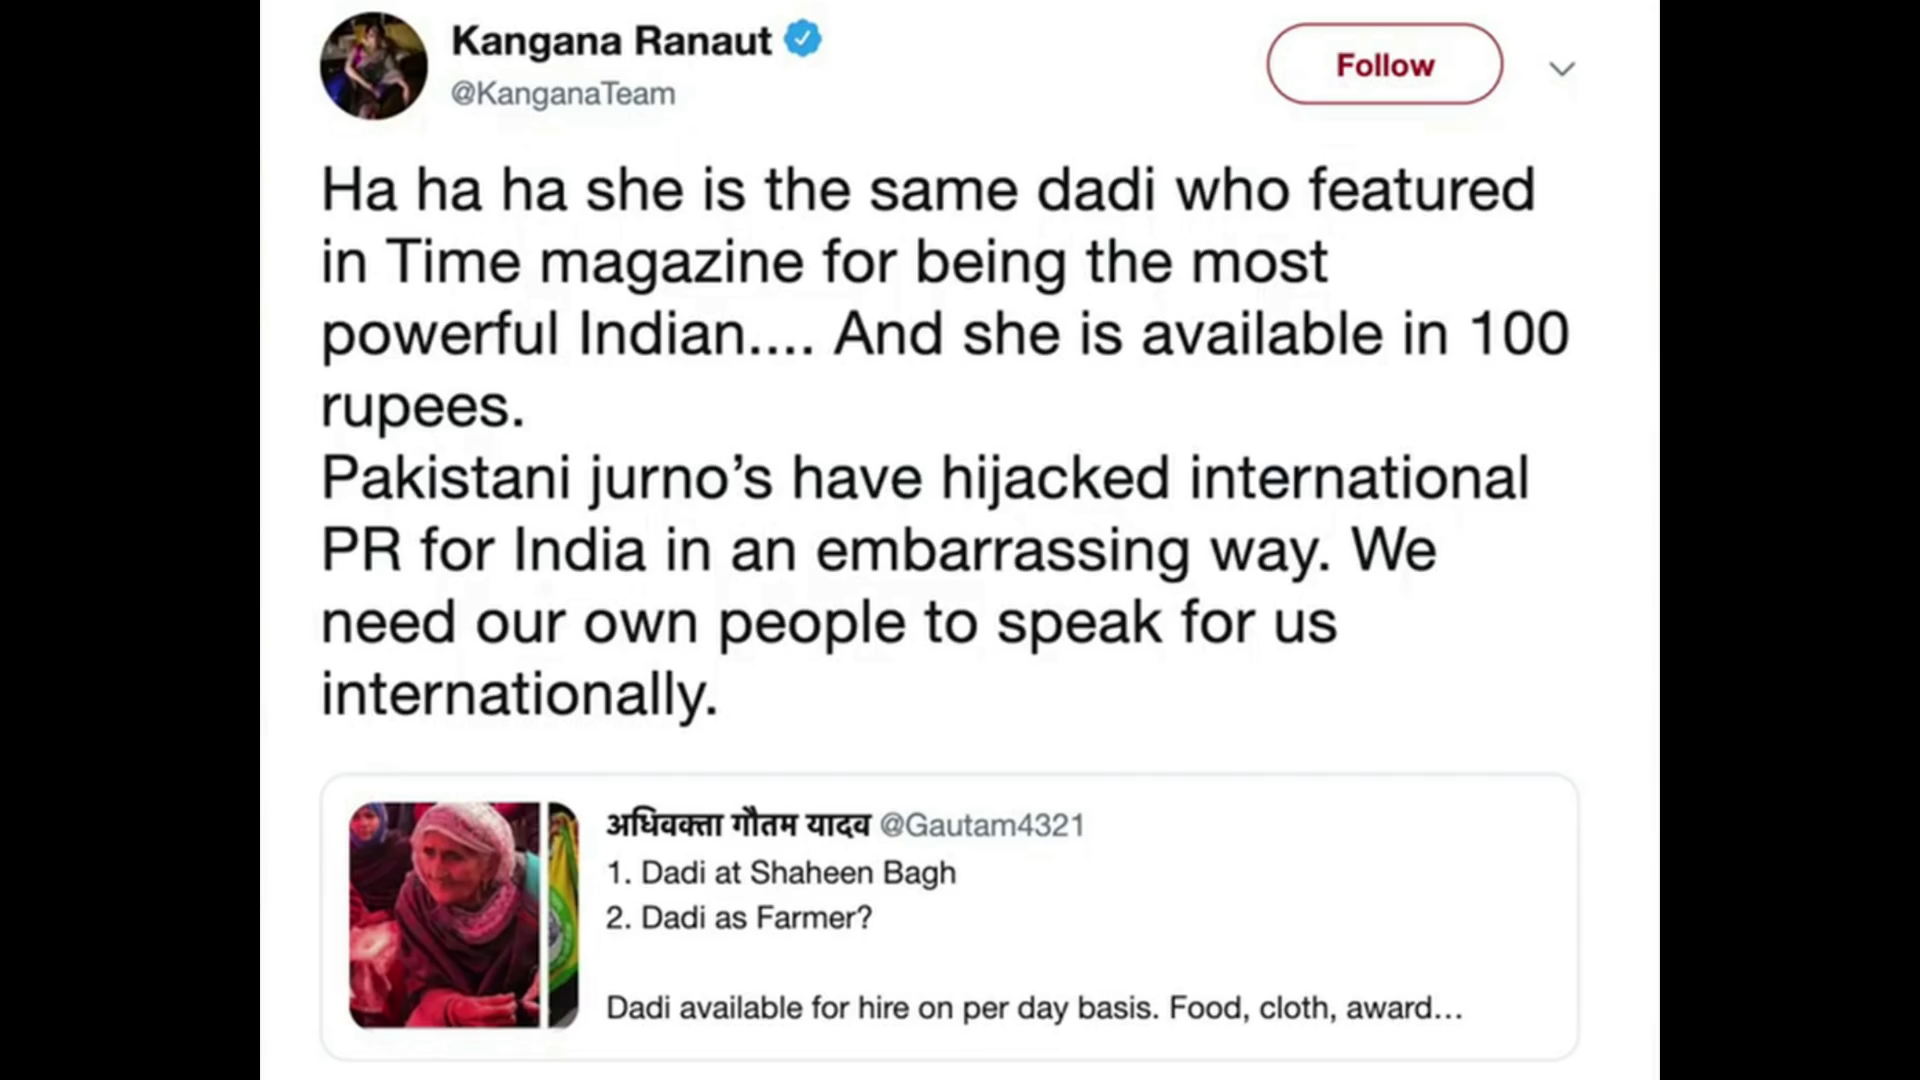 Kangana Ranaut
@KanganaTeam
Follow
Ha ha ha she is the same dadi who featured
in Time magazine for being the most
powerful Indian.... And she is available in 100
rupees.
Pakistani jurno’s have hijacked international
PR for India in an embarrassing way. We
need our own people to speak for us
internationally.
अधिवक्ता गौतम यादव @Gautam4321
1. Dadi at Shaheen Bagh
2. Dadi as Farmer?
Dadi available for hire on per day basis. Food, cloth, award...